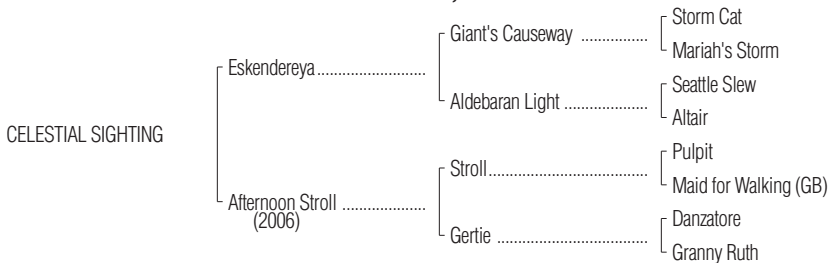 Storm Cat
Giant's Causeway ................
Mariah's Storm
Eskendereya ..........................
Seattle Slew
Aldebaran Light ....................
Altair
CELESTIAL SIGHTING
Pulpit
Stroll ......................................
Maid for Walking (GB)
Afternoon Stroll ....................
(2006)
Danzatore
Gertie ....................................
Granny Ruth